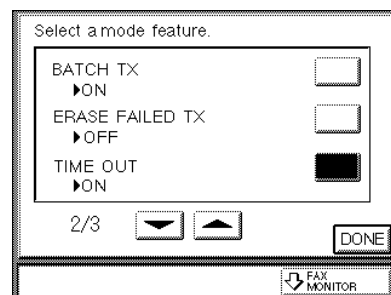 Select a mode feature.
BATCH TX
▶ON
ERASE FAILED TX
▶OFF
TIME OUT
▶ON
2/3
DONE
FAX
MONITOR